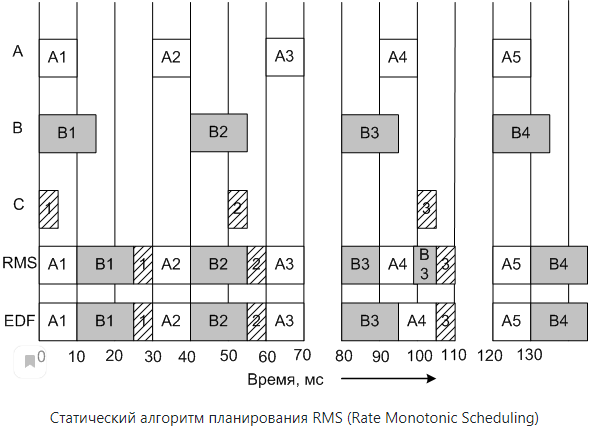 A A1 A2 A3 A4 A5
B B1 B2 B3 B4
C 1 2 3
RMS A1 B1 1 A2 B2 2 A3 B3 A4 B 3 3 A5 B4
EDF A1 B1 1 A2 B2 2 A3 B3 A4 3 A5 B4
0 10 20 30 40 50 60 70 80 90 100 110 120 130
Время, мс
Статический алгоритм планирования RMS (Rate Monotonic Scheduling)